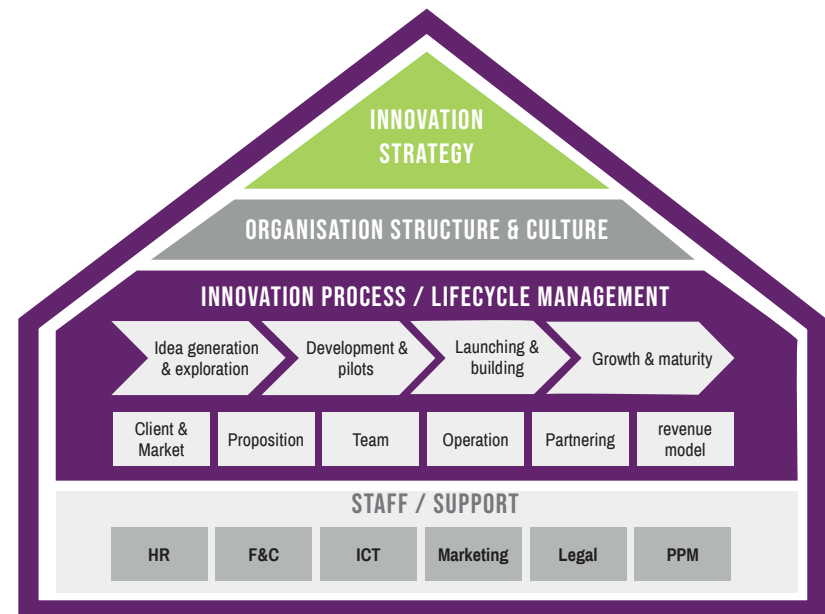 INNOVATION
STRATEGY
ORGANISATION STRUCTURE & CULTURE
INNOVATION PROCESS / LIFECYCLE MANAGEMENT
Idea generation
& exploration
Development &
pilots
Launching &
building
Growth & maturity
Client &
Market
Proposition
Team
Operation
Partnering
revenue
model
STAFF / SUPPORT
HR
F&C
ICT
Marketing
Legal
PPM